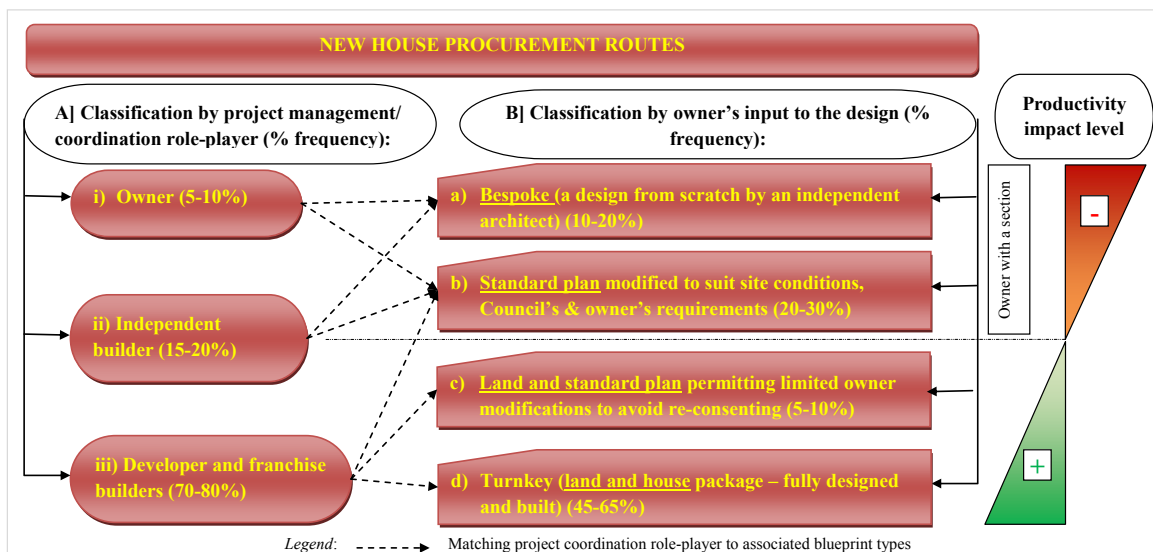 NEW HOUSE PROCUREMENT ROUTES
A] Classification by project management/
coordination role-player (% frequency):
B] Classification by owner's input to the design (%
frequency):
Productivity
impact level
i) Owner (5-10%)
ii) Independent
builder (15-20%)
iii) Developer and franchise
builders (70-80%)
a) Bespoke (a design from scratch by an independent
architect) (10-20%)
b) Standard plan modified to suit site conditions,
Council's & owner's requirements (20-30%)
c) Land and standard plan permitting limited owner
modifications to avoid re-consenting (5-10%)
d) Turnkey (land and house package – fully designed
and built) (45-65%)
Owner with a section
-
+
Legend: Matching project coordination role-player to associated blueprint types